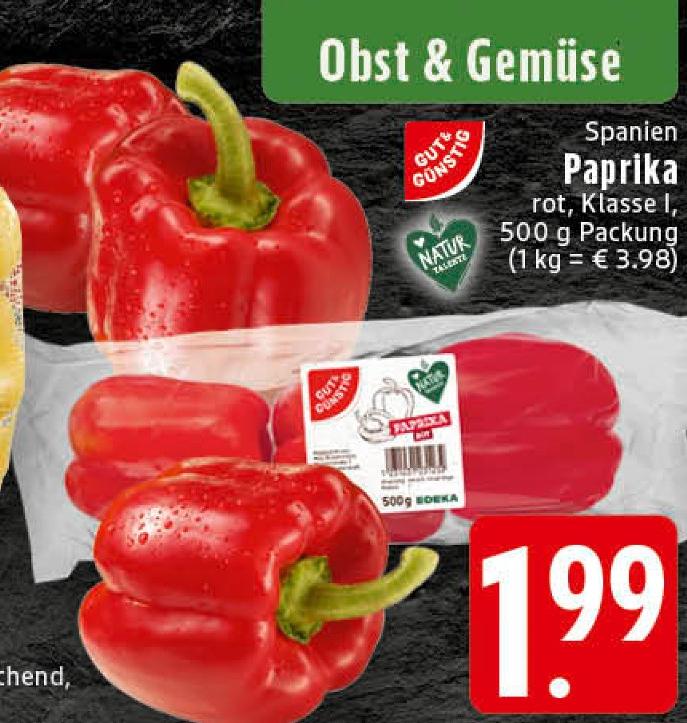 Obst & Gemüse
GUT&
GÜNSTIG
Spanien
Paprika
rot, Klasse I,
500 g Packung
(1 kg = € 3.98)
NATUR
TALENTE
GUT&
GÜNSTIG
NATUR
PAPRIKA
ROT
500g EDEKA
1.99
chend,